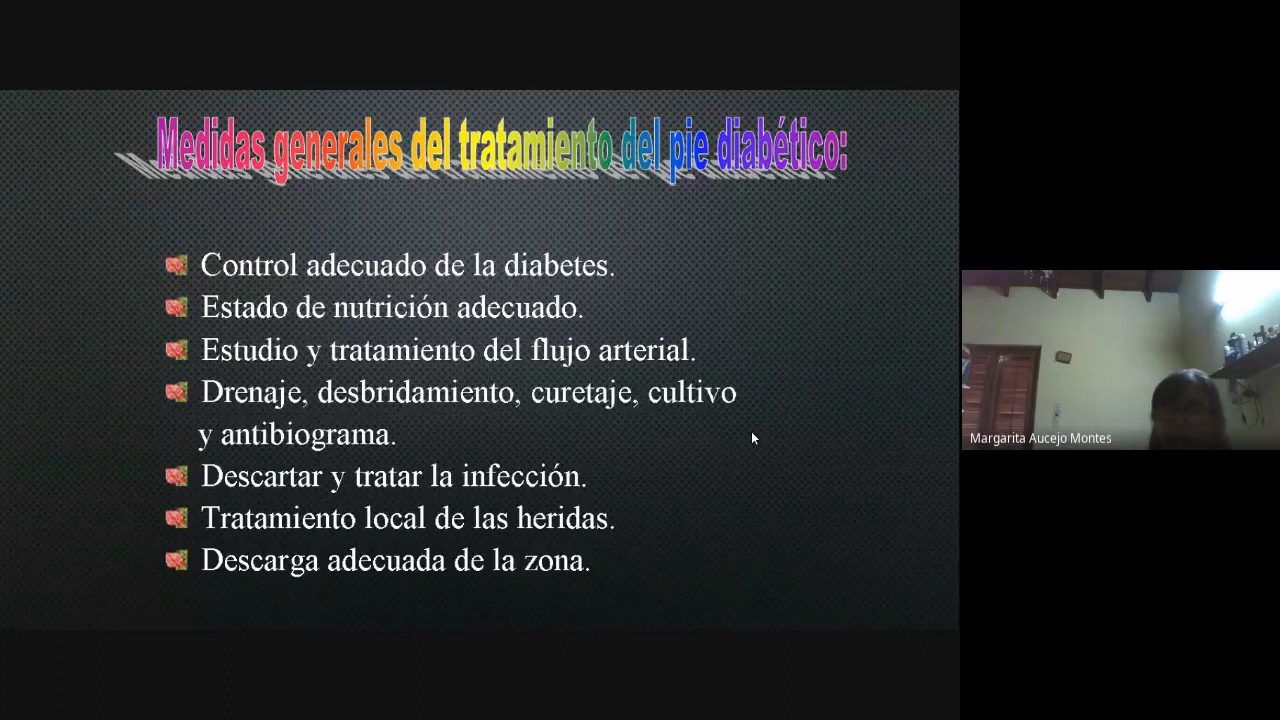 Medidas generales del tratamiento del pie diabético:
Control adecuado de la diabetes.
Estado de nutrición adecuado.
Estudio y tratamiento del flujo arterial.
Drenaje, desbridamiento, curetaje, cultivo
y antibiograma.
Descartar y tratar la infección.
Tratamiento local de las heridas.
Descarga adecuada de la zona.
Margarita Aucejo Montes